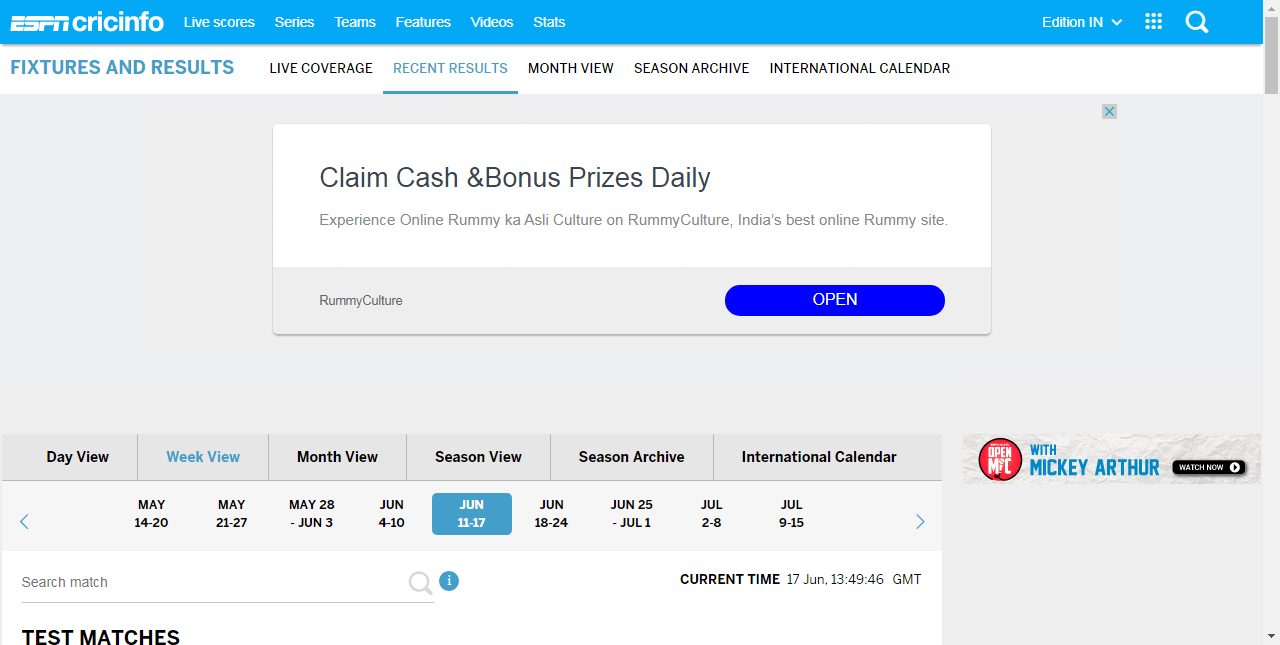 ESPN cricinfo Live scores Series Teams Features Videos Stats Edition IN
FIXTURES AND RESULTS LIVE COVERAGE RECENT RESULTS MONTH VIEW SEASON ARCHIVE INTERNATIONAL CALENDAR
Claim Cash &Bonus Prizes Daily
Experience Online Rummy ka Asli Culture on RummyCulture, India's best online Rummy site.
RummyCulture OPEN
Day View Week View Month View Season View Season Archive International Calendar
OPEN MIC WITH MICKEY ARTHUR WATCH NOW
MAY 14-20
MAY 21-27
MAY 28 - JUN 3
JUN 4-10
JUN 11-17
JUN 18-24
JUN 25 - JUL 1
JUL 2-8
JUL 9-15
Search match i CURRENT TIME 17 Jun, 13:49:46 GMT
TEST MATCHES